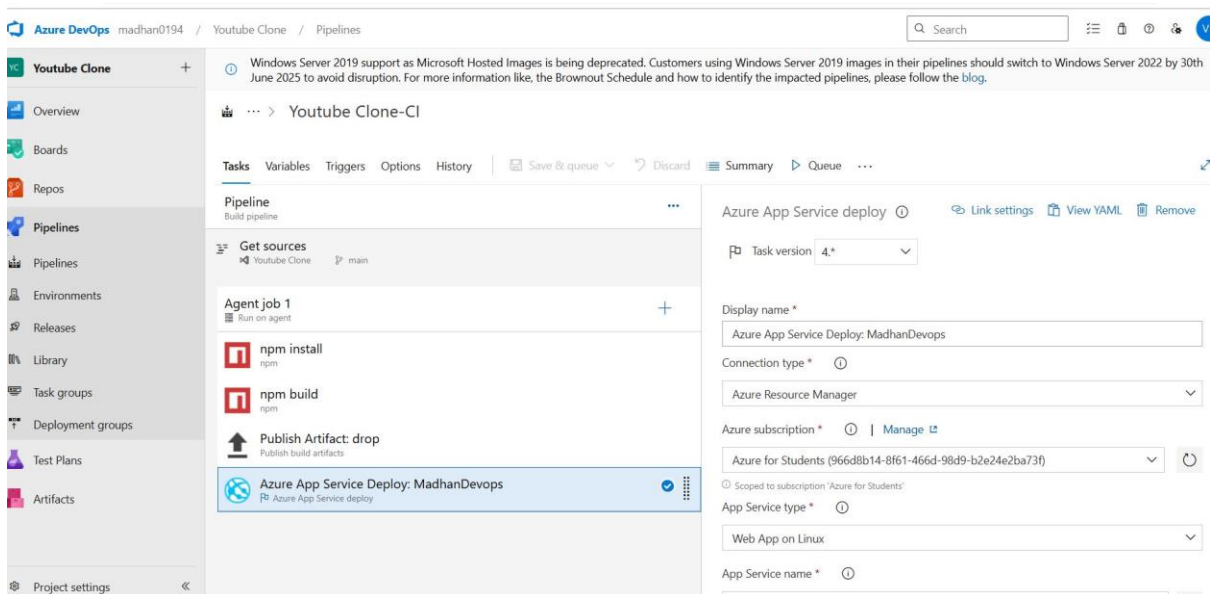 Azure DevOps madhan0194 / Youtube Clone / Pipelines
Search
YC Youtube Clone +
Windows Server 2019 support as Microsoft Hosted Images is being deprecated. Customers using Windows Server 2019 images in their pipelines should switch to Windows Server 2022 by 30th
June 2025 to avoid disruption. For more information like, the Brownout Schedule and how to identify the impacted pipelines, please follow the blog.
Overview
Boards
Repos
Pipelines
Pipelines
Environments
Releases
Library
Task groups
Deployment groups
Test Plans
Artifacts
Project settings
... > Youtube Clone-CI
Tasks Variables Triggers Options History Save & queue Discard Summary Queue ...
Pipeline
Build pipeline
Get sources
Youtube Clone main
Agent job 1
Run on agent
npm install
npm
npm build
npm
Publish Artifact: drop
Publish build artifacts
Azure App Service Deploy: MadhanDevops
Azure App Service deploy
Azure App Service deploy Link settings View YAML Remove
Task version 4.*
Display name *
Azure App Service Deploy: MadhanDevops
Connection type *
Azure Resource Manager
Azure subscription * | Manage
Azure for Students (966d8b14-8f61-466d-98d9-b2e24e2ba73f)
Scoped to subscription 'Azure for Students'
App Service type *
Web App on Linux
App Service name *